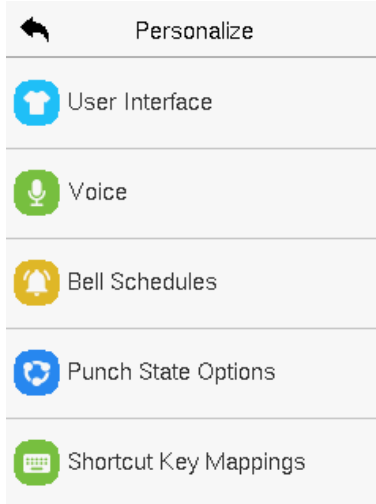 Personalize
User Interface
Voice
Bell Schedules
Punch State Options
Shortcut Key Mappings